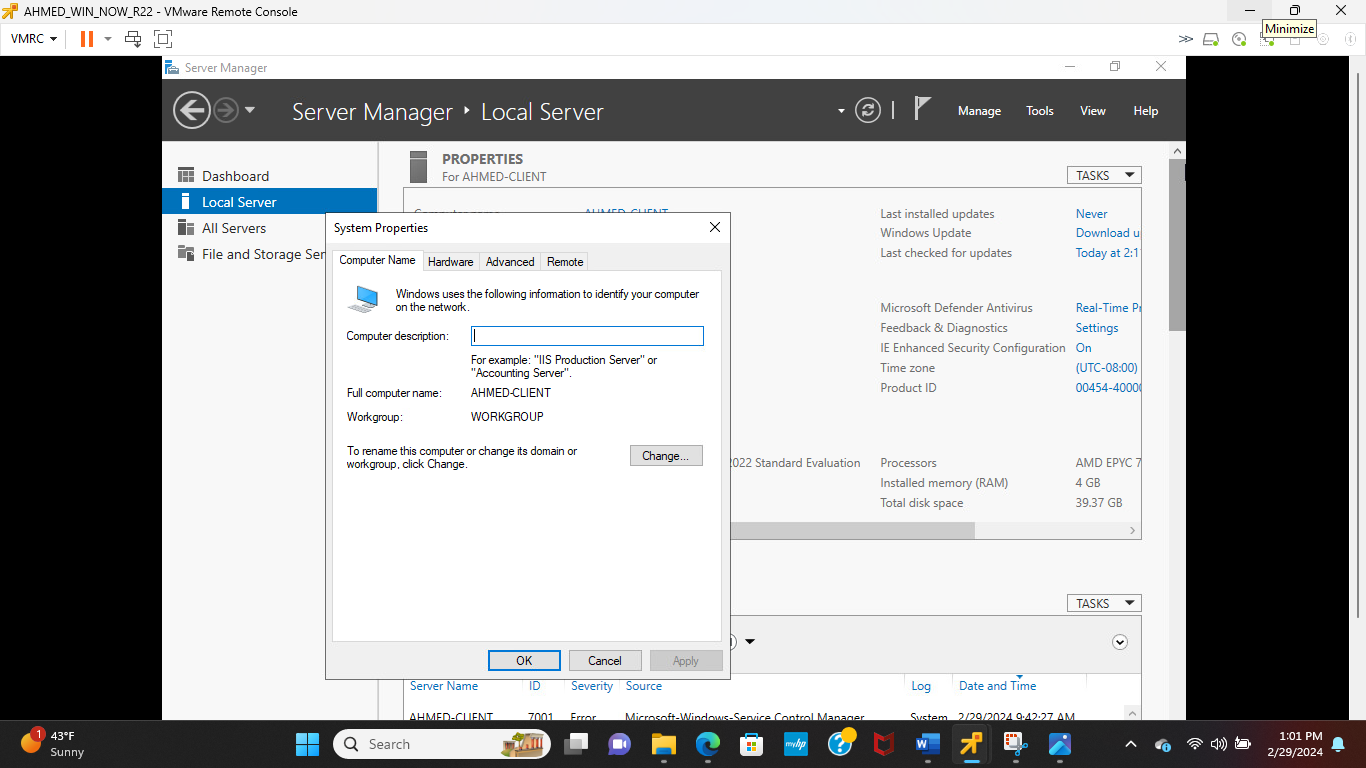 AHMED_WIN_NOW_R22 - VMware Remote Console
Minimize
VMRC
Server Manager
Server Manager Local Server
Manage Tools View Help
Dashboard
Local Server
All Servers
File and Storage Ser
PROPERTIES
For AHMED-CLIENT
TASKS
Computer name AHMED-CLIENT
Last installed updates Never
Windows Update Download u
Last checked for updates Today at 2:1
Microsoft Defender Antivirus Real-Time Pr
Feedback & Diagnostics Settings
IE Enhanced Security Configuration On
Time zone (UTC-08:00)
Product ID 00454-40000
2022 Standard Evaluation
Processors AMD EPYC 7
Installed memory (RAM) 4 GB
Total disk space 39.37 GB
System Properties
Computer Name Hardware Advanced Remote
Windows uses the following information to identify your computer
on the network.
Computer description:
For example: "IIS Production Server" or
"Accounting Server".
Full computer name: AHMED-CLIENT
Workgroup: WORKGROUP
To rename this computer or change its domain or
workgroup, click Change.
Change...
OK Cancel Apply
TASKS
Server Name ID Severity Source Log Date and Time
AHMED-CLIENT 7001 Error Microsoft-Windows-Service Control Manager System 2/29/2024 9:42:27 AM
1
43°F
Sunny
Search
myhp
1:01 PM
2/29/2024